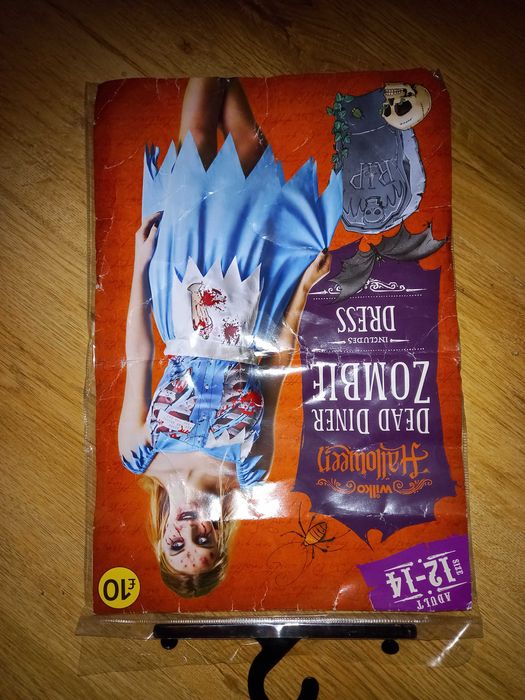 ADULT
SIZE
12-14
wilko
Halloween
DEAD DINER
ZOMBIE
INCLUDES
DRESS
RIP
£10